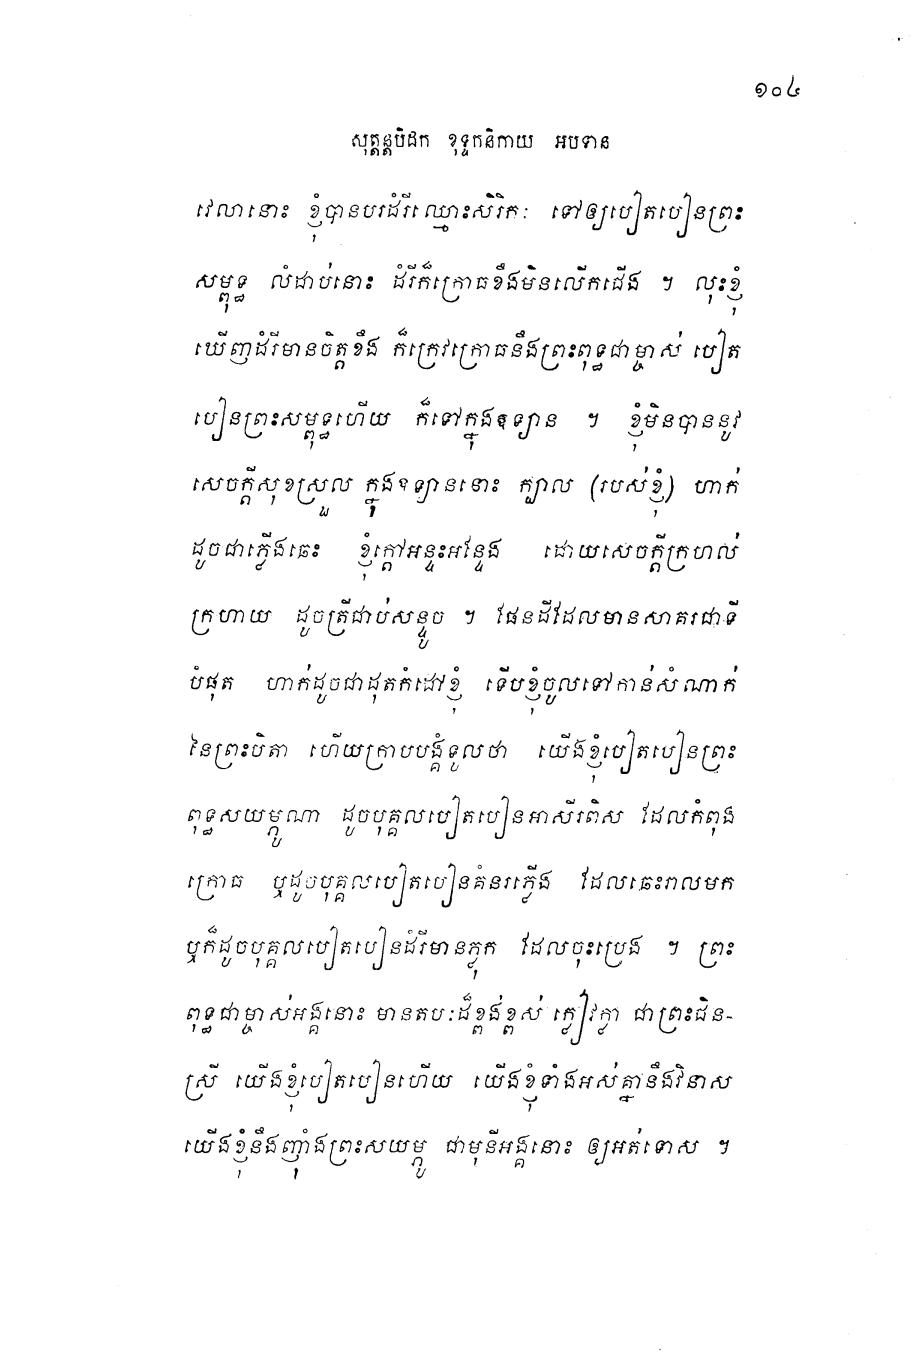 ១០៤
សុត្តន្តបិដក ខុទ្ទកនិកាយ អបទាន
វេលានោះ ខ្ញុំបានបរដំរីឈ្មោះសិរិកៈ ទៅឲ្យបៀតបៀនព្រះ
សម្ពុទ្ធ លំដាប់នោះ ដំរីក៏ក្រោធខឹងមិនលើកជើង ។ លុះខ្ញុំ
ឃើញដំរីមានចិត្តខឹង ក៏ក្រេវក្រោធនឹងព្រះពុទ្ធជាម្ចាស់ បៀត
បៀនព្រះសម្ពុទ្ធហើយ ក៏ទៅក្នុងឧទ្យាន ។ ខ្ញុំមិនបាននូវ
សេចក្តីសុខស្រួល ក្នុងឧទ្យាននោះ ក្បាល (របស់ខ្ញុំ) ហាក់
ដូចជាភ្លើងឆេះ ខ្ញុំក្តៅអន្ទះអន្ទែង ដោយសេចក្តីក្រហល់
ក្រហាយ ដូចត្រីជាប់សន្ទូច ។ ផែនដីដែលមានសាគរជាទី
បំផុត ហាក់ដូចជាដុតកំដៅខ្ញុំ ទើបខ្ញុំចូលទៅកាន់សំណាក់
នៃព្រះបិតា ហើយក្រាបបង្គំទូលថា យើងខ្ញុំបៀតបៀនព្រះ
ពុទ្ធសយម្ភូណា ដូចបុគ្គលបៀតបៀនអាសីរពិស ដែលកំពុង
ក្រោធ ឬដូចបុគ្គលបៀតបៀនគំនរភ្លើង ដែលឆេះរាលមក
ឬក៏ដូចបុគ្គលបៀតបៀនដំរីមានភ្លុក ដែលចុះប្រេង ។ ព្រះ
ពុទ្ធជាម្ចាស់អង្គនោះ មានតបៈដ៏ខ្ពង់ខ្ពស់ ក្លៀវក្លា ជាព្រះជិន-
ស្រី យើងខ្ញុំបៀតបៀនហើយ យើងខ្ញុំទាំងអស់គ្នានឹងវិនាស
យើងខ្ញុំនឹងញុំាងព្រះសយម្ភូ ជាមុនីអង្គនោះ ឲ្យអត់ទោស ។